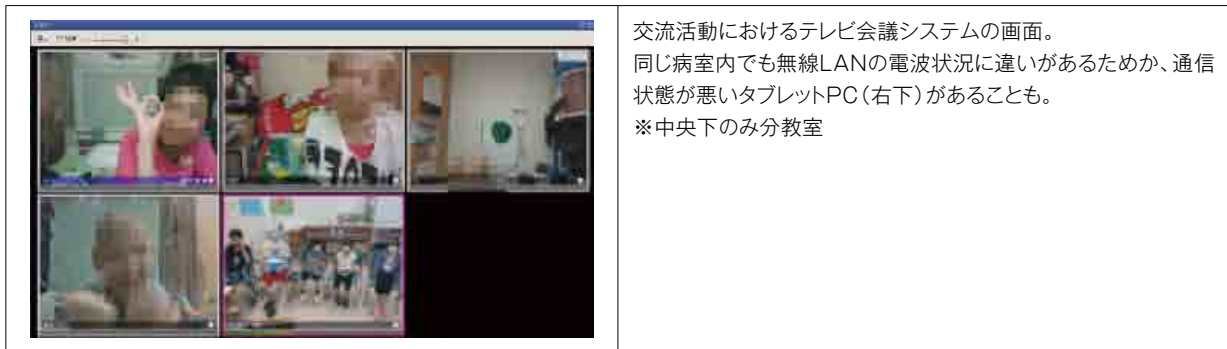 交流活動におけるテレビ会議システムの画面。
同じ病室内でも無線LANの電波状況に違いがあるためか、通信
状態が悪いタブレットPC（右下）があることも。
※中央下のみ分教室